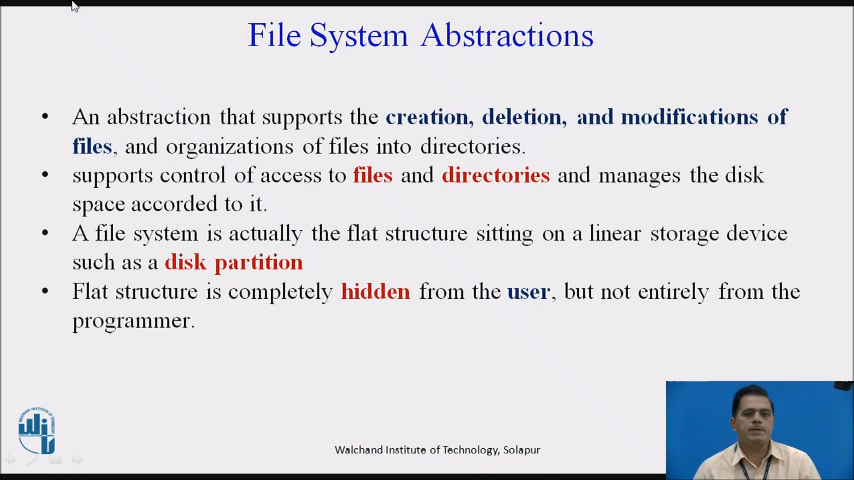 File System Abstractions
• An abstraction that supports the creation, deletion, and modifications of
files, and organizations of files into directories.
• supports control of access to files and directories and manages the disk
space accorded to it.
• A file system is actually the flat structure sitting on a linear storage device
such as a disk partition
• Flat structure is completely hidden from the user, but not entirely from the
programmer.
Walchand Institute of Technology, Solapur